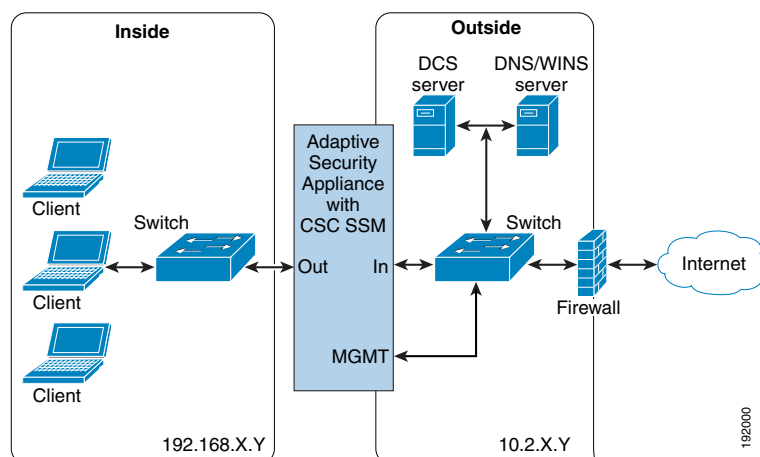 Inside
Outside
DCS
server
DNS/WINS
server
Adaptive
Security
Appliance
with
CSC SSM
Client
Switch
Switch
Client
Out
In
Internet
Firewall
MGMT
Client
192.168.X.Y
10.2.X.Y
192000